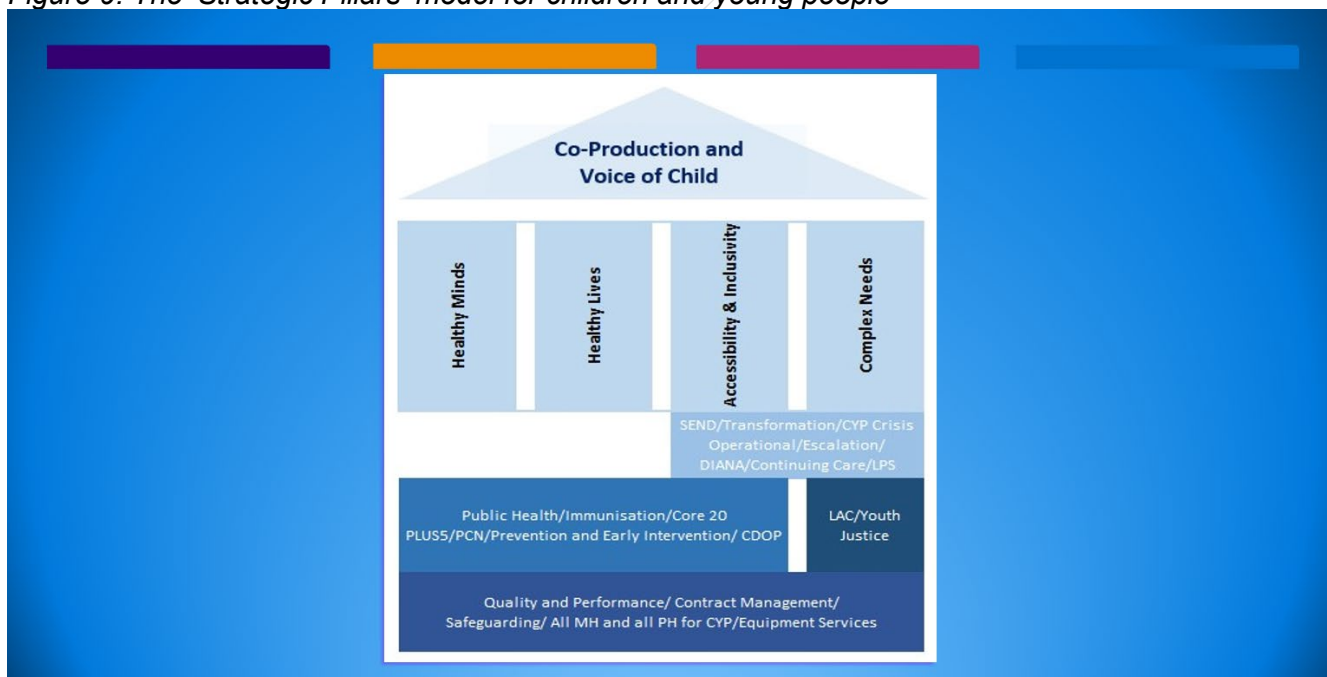 Figure 9: The 'Strategic Pillars' model for children and young people
Co-Production and
Voice of Child
Healthy Minds
Healthy Lives
Accessibility & Inclusivity
Complex Needs
SEND/Transformation/CYP Crisis
Operational/Escalation/
DIANA/Continuing Care/LPS
Public Health/Immunisation/Core 20
PLUS5/PCN/Prevention and Early Intervention/ CDOP
LAC/Youth
Justice
Quality and Performance/ Contract Management/
Safeguarding/ All MH and all PH for CYP/Equipment Services